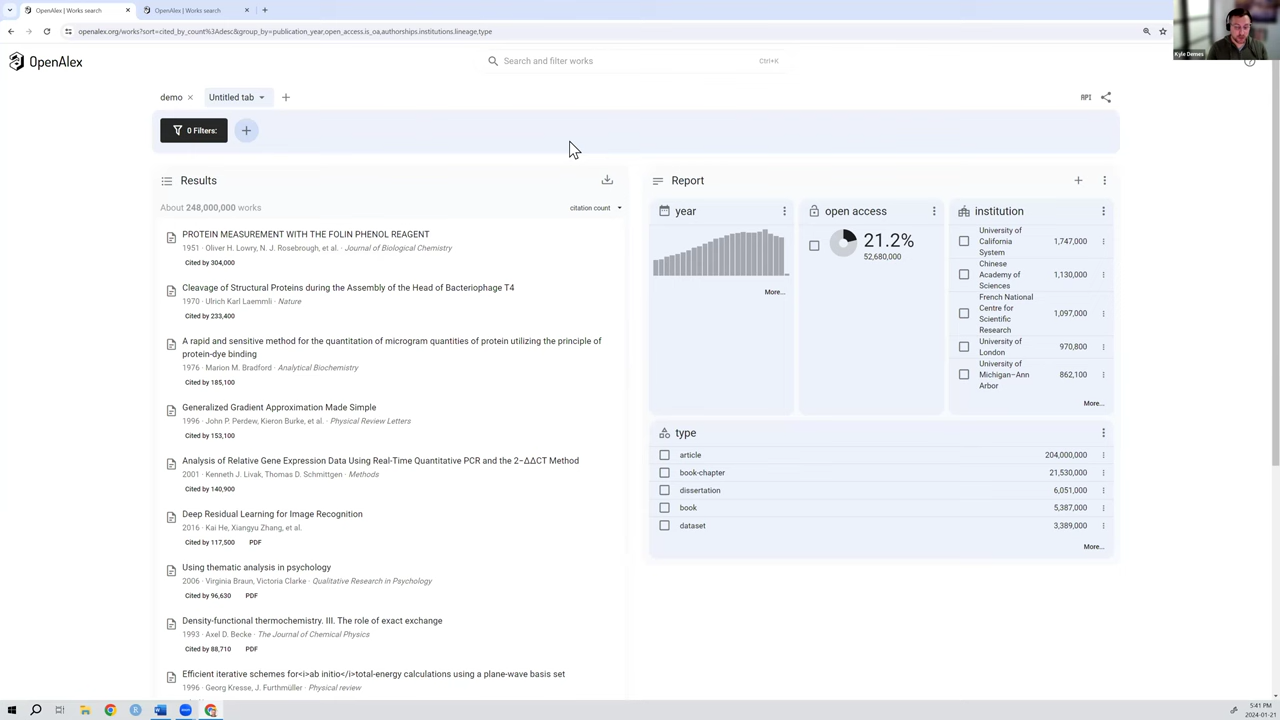 OpenAlex | Works search
OpenAlex | Works search
openalex.org/works?sort=cited_by_count%3Adesc&group_by=publication_year,open_access.is_oa,authorships.institutions.lineage,type
Kyle Demes
OpenAlex
Search and filter works
Ctrl+K
demo
Untitled tab
API
0 Filters:
Results
About 248,000,000 works
citation count
PROTEIN MEASUREMENT WITH THE FOLIN PHENOL REAGENT
1951 · Oliver H. Lowry, N. J. Rosebrough, et al. · Journal of Biological Chemistry
Cited by 304,000
Cleavage of Structural Proteins during the Assembly of the Head of Bacteriophage T4
1970 · Ulrich Karl Laemmli · Nature
Cited by 233,400
A rapid and sensitive method for the quantitation of microgram quantities of protein utilizing the principle of
protein-dye binding
1976 · Marion M. Bradford · Analytical Biochemistry
Cited by 185,100
Generalized Gradient Approximation Made Simple
1996 · John P. Perdew, Kieron Burke, et al. · Physical Review Letters
Cited by 153,100
Analysis of Relative Gene Expression Data Using Real-Time Quantitative PCR and the 2−ΔΔCT Method
2001 · Kenneth J. Livak, Thomas D. Schmittgen · Methods
Cited by 140,900
Deep Residual Learning for Image Recognition
2016 · Kai He, Xiangyu Zhang, et al.
Cited by 117,500 PDF
Using thematic analysis in psychology
2006 · Virginia Braun, Victoria Clarke · Qualitative Research in Psychology
Cited by 96,630 PDF
Density-functional thermochemistry. III. The role of exact exchange
1993 · Axel D. Becke · The Journal of Chemical Physics
Cited by 88,710 PDF
Efficient iterative schemes for<i>ab initio</i>total-energy calculations using a plane-wave basis set
1996 · Georg Kresse, J. Furthmüller · Physical review
Report
year
More...
open access
21.2%
52,680,000
institution
University of
California
System
1,747,000
Chinese
Academy of
Sciences
1,130,000
French National
Centre for
Scientific
Research
1,097,000
University of
London
970,800
University of
Michigan–Ann
Arbor
862,100
More...
type
article 204,000,000
book-chapter 21,530,000
dissertation 6,051,000
book 5,387,000
dataset 3,389,000
More...
5:41 PM
2024-01-21